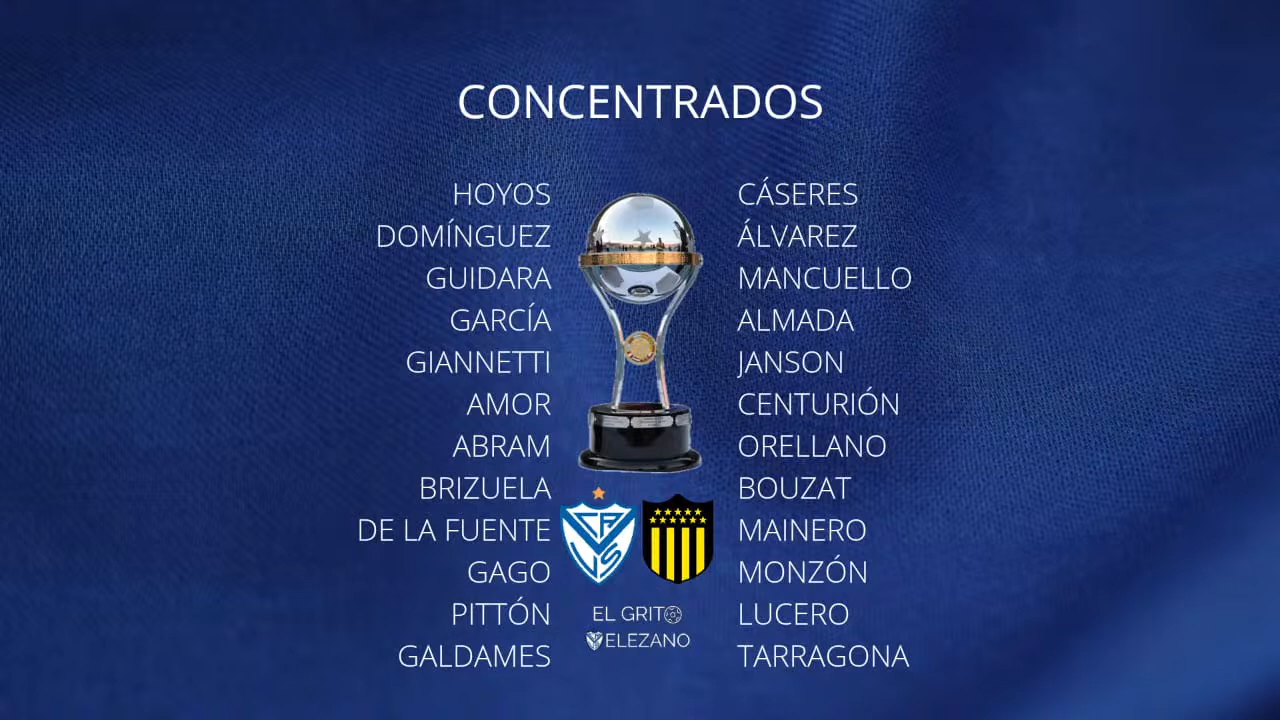 CONCENTRADOS
HOYOS
DOMÍNGUEZ
GUIDARA
GARCÍA
GIANNETTI
AMOR
ABRAM
BRIZUELA
DE LA FUENTE
GAGO
PITTÓN
GALDAMES
CÁSERES
ÁLVAREZ
MANCUELLO
ALMADA
JANSON
CENTURIÓN
ORELLANO
BOUZAT
MAINERO
MONZÓN
LUCERO
TARRAGONA
CAVS
EL GRITO
VELEZANO